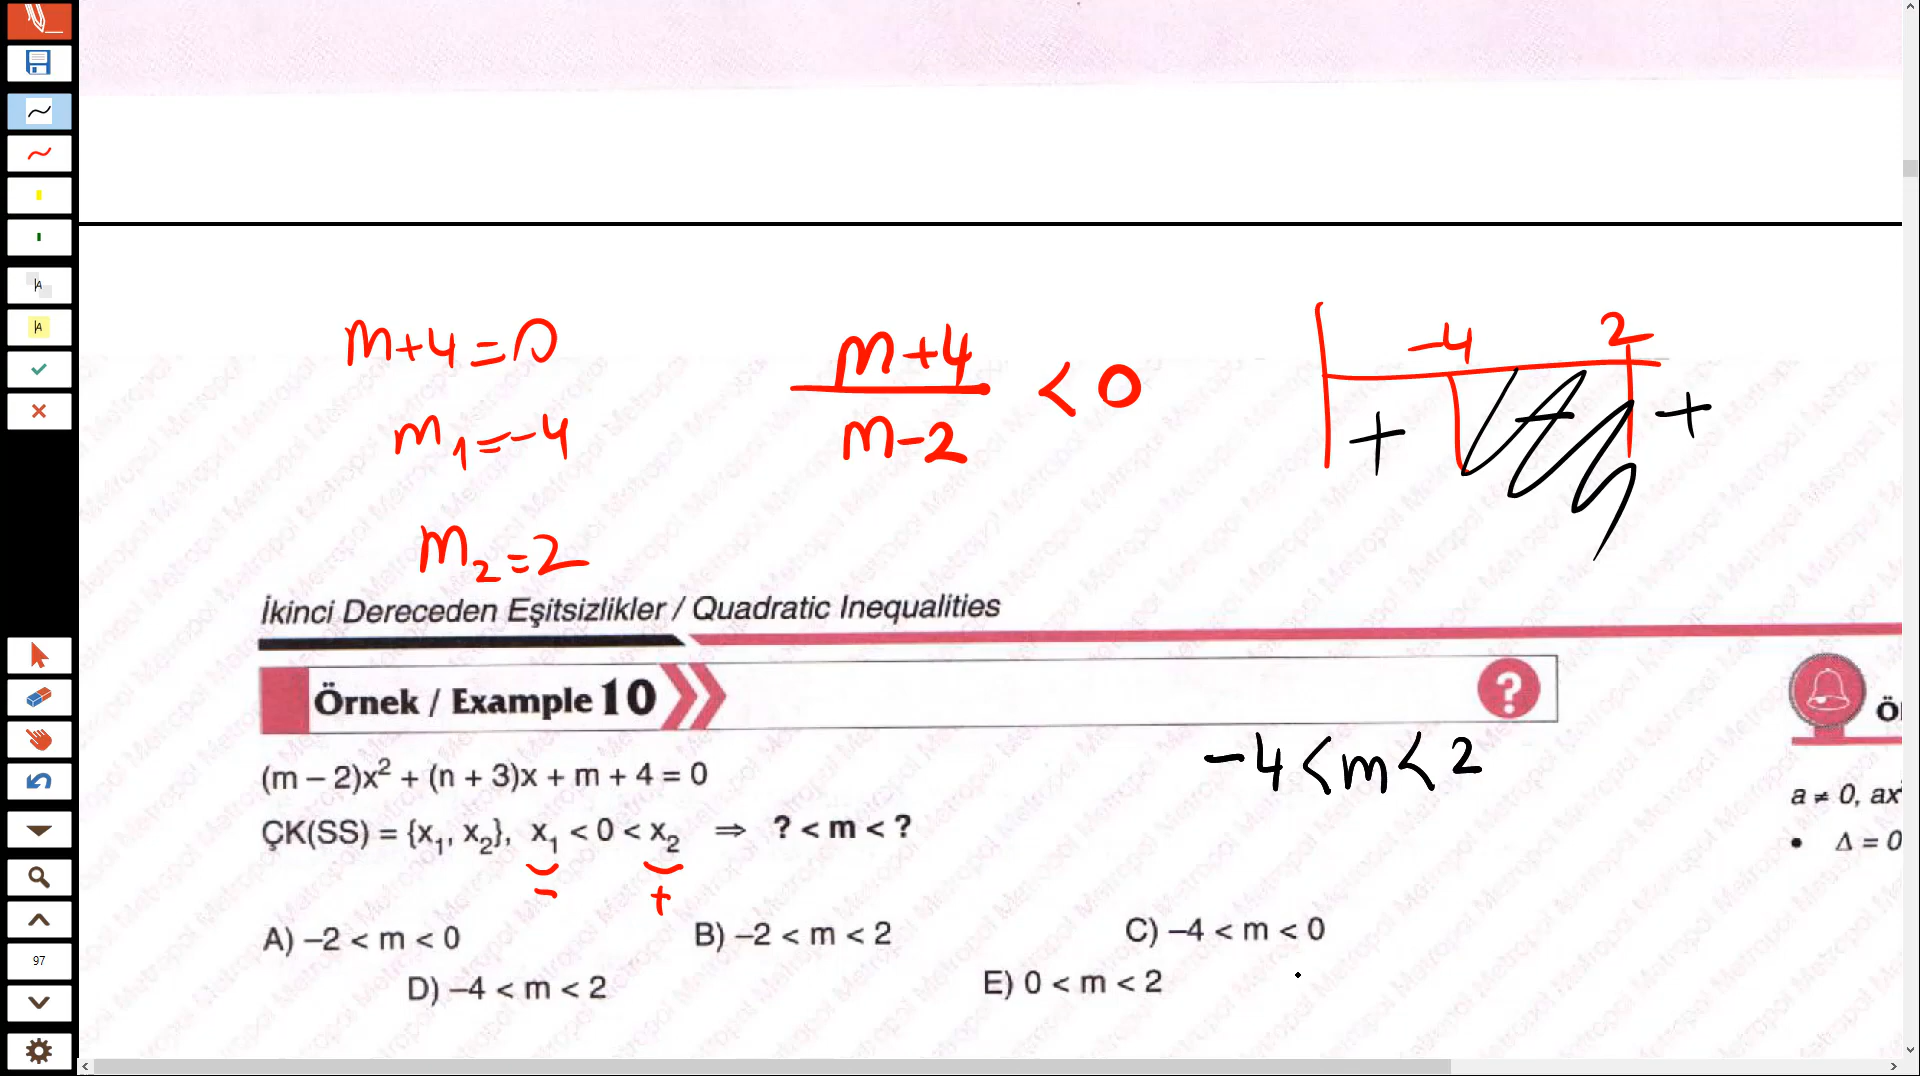 m+4=0
m1=-4
m2=2
m+4
m-2
<0
-4 2
+ - +
İkinci Dereceden Eşitsizlikler / Quadratic Inequalities
Örnek / Example 10
?
-4<m<2
(m – 2)x² + (n + 3)x + m + 4 = 0
ÇK(SS) = {x₁, x₂}, x₁ < 0 < x₂ ⇒ ? < m < ?
- +
A) –2 < m < 0 B) –2 < m < 2 C) –4 < m < 0
D) –4 < m < 2 E) 0 < m < 2
a ≠ 0, ax
• Δ = 0
97